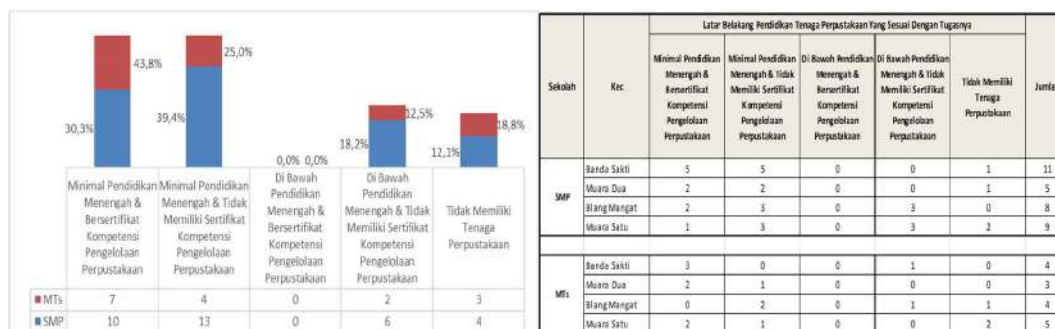 43,8%
30,3%
25,0%
39,4%
0,0% 0,0%
12,5%
18,2%
18,8%
12,1%
Minimal Pendidikan Menengah & Bersertifikat Kompetensi Pengelolaan Perpustakaan
Minimal Pendidikan Menengah & Tidak Memiliki Sertifikat Kompetensi Pengelolaan Perpustakaan
Di Bawah Pendidikan Menengah & Bersertifikat Kompetensi Pengelolaan Perpustakaan
Di Bawah Pendidikan Menengah & Tidak Memiliki Sertifikat Kompetensi Pengelolaan Perpustakaan
Tidak Memiliki Tenaga Perpustakaan
MTs 7 4 0 2 3
SMP 10 13 0 6 4
Latar Belakang Pendidikan Tenaga Perpustakaan Yang Sesuai Dengan Tugasnya
Sekolah Kec
Minimal Pendidikan Menengah & Bersertifikat Kompetensi Pengelolaan Perpustakaan
Minimal Pendidikan Menengah & Tidak Memiliki Sertifikat Kompetensi Pengelolaan Perpustakaan
Di Bawah Pendidikan Menengah & Bersertifikat Kompetensi Pengelolaan Perpustakaan
Di Bawah Pendidikan Menengah & Tidak Memiliki Sertifikat Kompetensi Pengelolaan Perpustakaan
Tidak Memiliki Tenaga Perpustakaan
Jumla
SMP
Banda Sakti 5 5 0 0 1 11
Muara Dua 2 2 0 0 1 5
Blang Mangat 2 3 0 3 0 8
Muara Satu 1 3 0 3 2 9
MTs
Banda Sakti 3 0 0 1 0 4
Muara Dua 2 1 0 0 0 3
Blang Mangat 0 2 0 1 1 4
Muara Satu 2 1 0 0 2 5